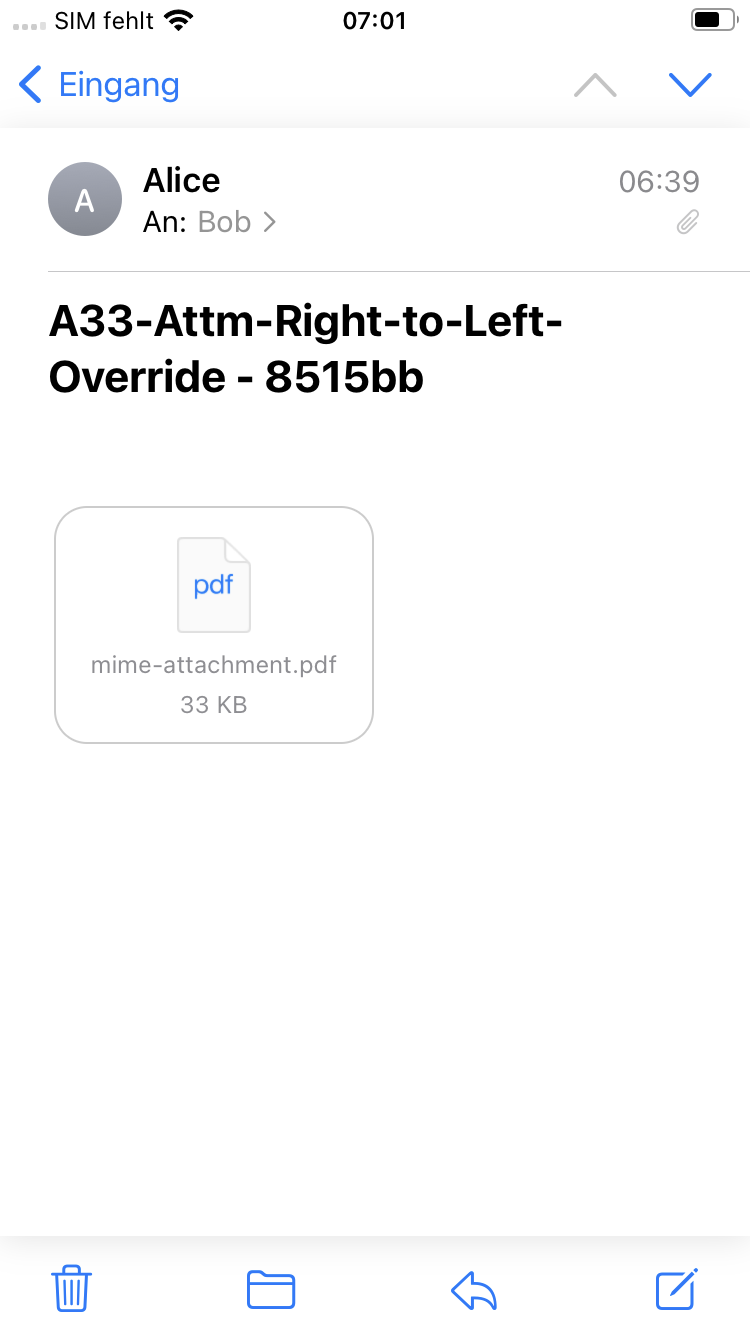 SIM fehlt 07:01
Eingang
A Alice 06:39
An: Bob
A33-Attm-Right-to-Left-
Override - 8515bb
pdf
mime-attachment.pdf
33 KB